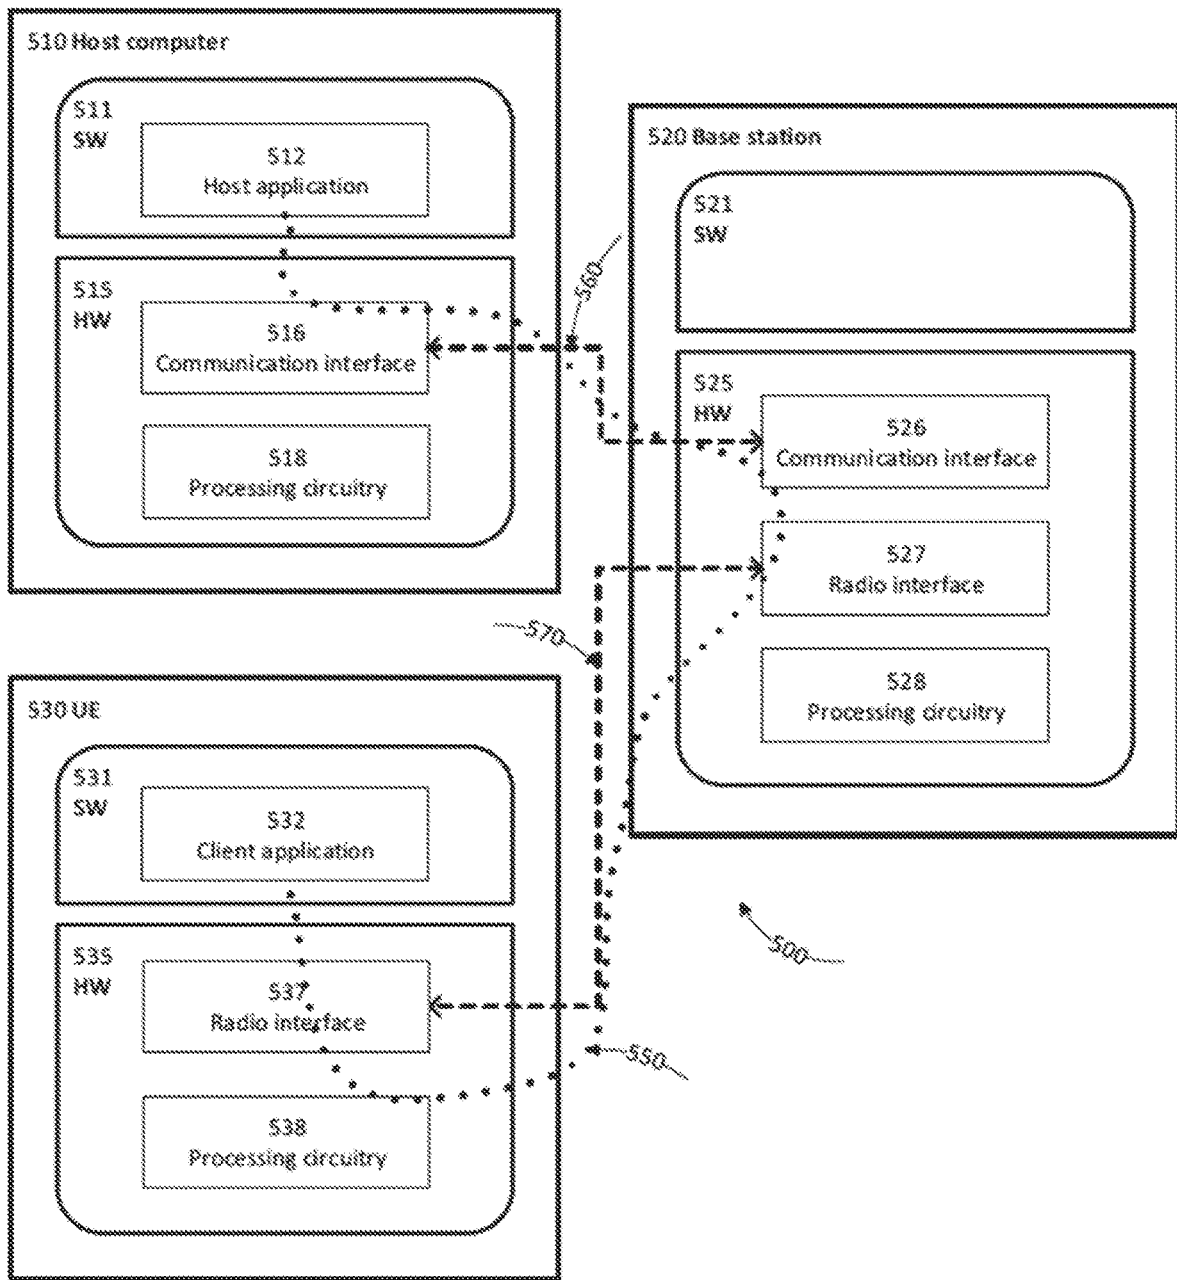 510 Host computer
511
SW
512
Host application
515
HW
516
Communication interface
518
Processing circuitry
560
520 Base station
521
SW
525
HW
526
Communication interface
527
Radio interface
528
Processing circuitry
570
530 UE
531
SW
532
Client application
535
HW
537
Radio interface
538
Processing circuitry
500
550